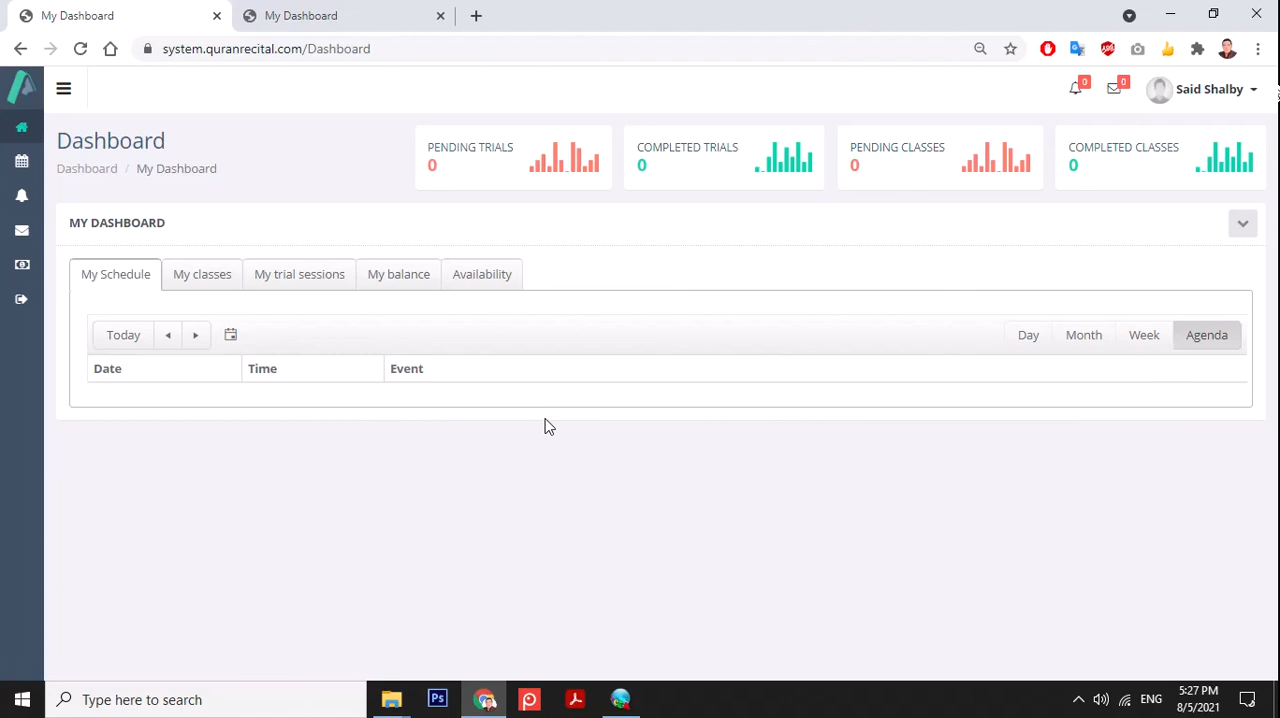 My Dashboard
My Dashboard
system.quranrecital.com/Dashboard
0
0
Said Shalby
Dashboard
Dashboard / My Dashboard
PENDING TRIALS
0
COMPLETED TRIALS
0
PENDING CLASSES
0
COMPLETED CLASSES
0
MY DASHBOARD
My Schedule
My classes
My trial sessions
My balance
Availability
Today
Day
Month
Week
Agenda
Date
Time
Event
Type here to search
Ps
ENG
5:27 PM
8/5/2021